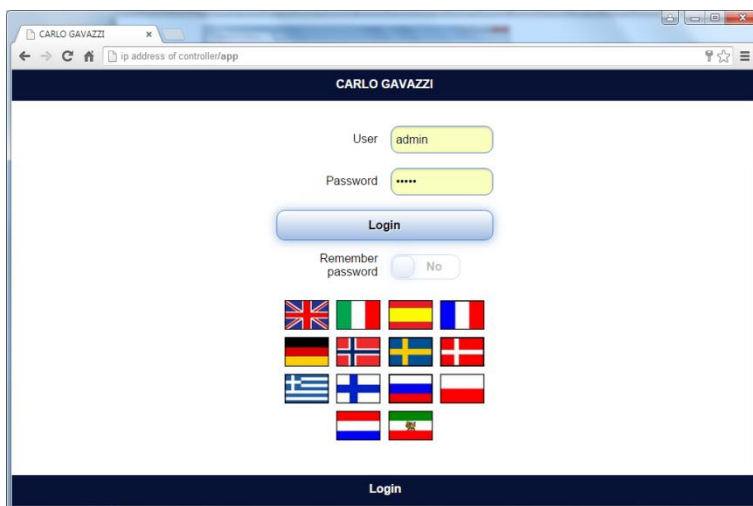 CARLO GAVAZZI
ip address of controller/app
CARLO GAVAZZI
User
admin
Password
•••••
Login
Remember
password
No
Login